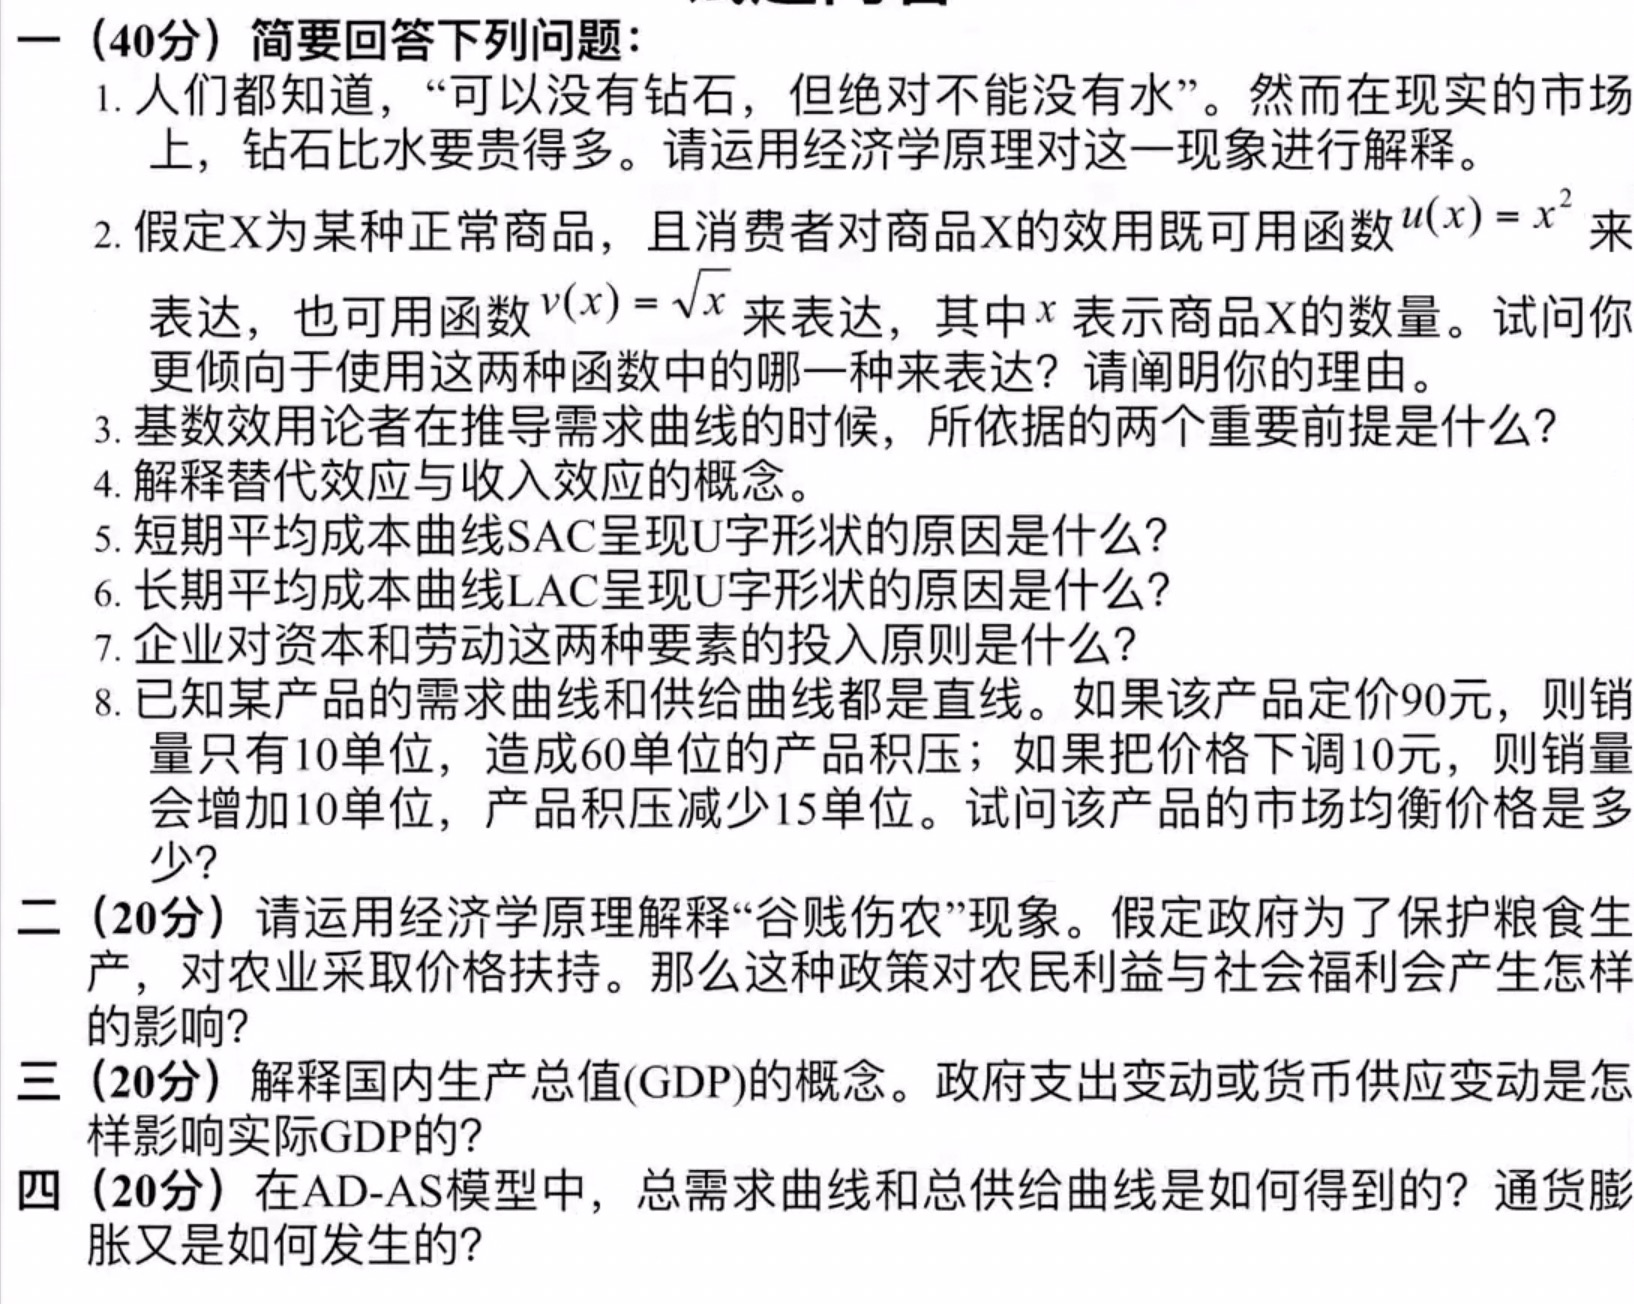 一（40分）简要回答下列问题：
1. 人们都知道，“可以没有钻石，但绝对不能没有水”。然而在现实的市场
上，钻石比水要贵得多。请运用经济学原理对这一现象进行解释。
2. 假定X为某种正常商品，且消费者对商品X的效用既可用函数u(x) = x² 来
表达，也可用函数v(x) = √x 来表达，其中x 表示商品X的数量。试问你
更倾向于使用这两种函数中的哪一种来表达？请阐明你的理由。
3. 基数效用论者在推导需求曲线的时候，所依据的两个重要前提是什么？
4. 解释替代效应与收入效应的概念。
5. 短期平均成本曲线SAC呈现U字形状的原因是什么？
6. 长期平均成本曲线LAC呈现U字形状的原因是什么？
7. 企业对资本和劳动这两种要素的投入原则是什么？
8. 已知某产品的需求曲线和供给曲线都是直线。如果该产品定价90元，则销
量只有10单位，造成60单位的产品积压；如果把价格下调10元，则销量
会增加10单位，产品积压减少15单位。试问该产品的市场均衡价格是多
少？
二（20分）请运用经济学原理解释“谷贱伤农”现象。假定政府为了保护粮食生
产，对农业采取价格扶持。那么这种政策对农民利益与社会福利会产生怎样
的影响？
三（20分）解释国内生产总值(GDP)的概念。政府支出变动或货币供应变动是怎
样影响实际GDP的？
四（20分）在AD-AS模型中，总需求曲线和总供给曲线是如何得到的？通货膨
胀又是如何发生的？